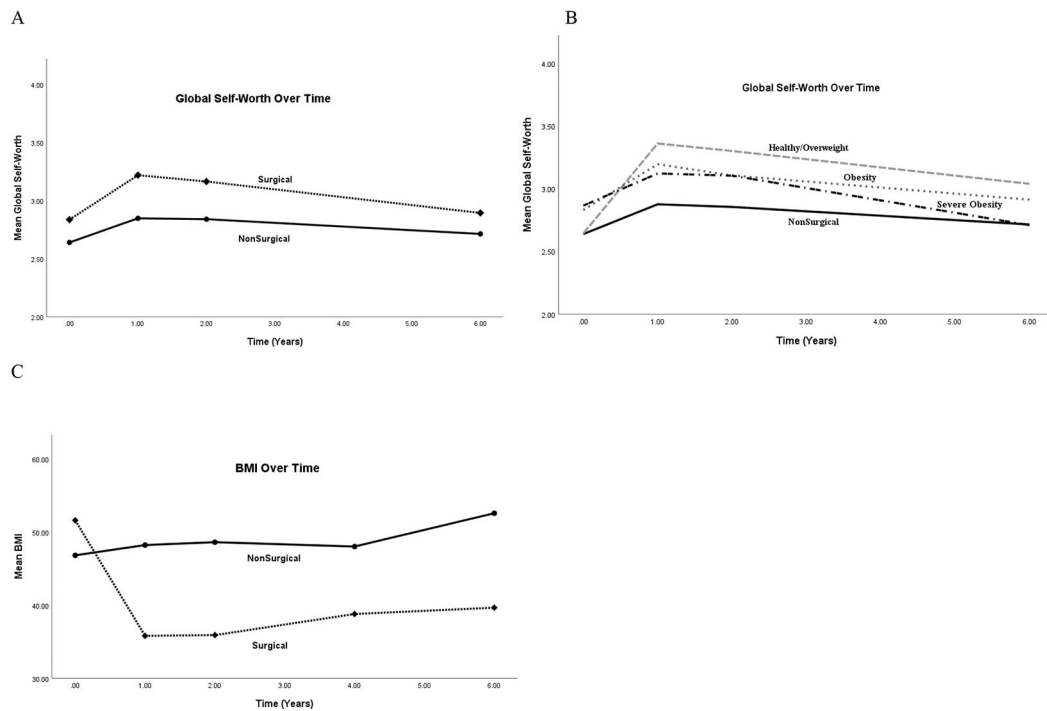 A
Global Self-Worth Over Time
Mean Global Self-Worth
4.00
3.50
3.00
2.50
2.00
Surgical
NonSurgical
.00 1.00 2.00 3.00 4.00 5.00 6.00
Time (Years)
B
Global Self-Worth Over Time
Mean Global Self-Worth
4.00
3.50
3.00
2.50
2.00
Healthy/Overweight
Obesity
Severe Obesity
NonSurgical
.00 1.00 2.00 3.00 4.00 5.00 6.00
Time (Years)
C
BMI Over Time
Mean BMI
60.00
50.00
40.00
30.00
NonSurgical
Surgical
.00 1.00 2.00 3.00 4.00 5.00 6.00
Time (Years)